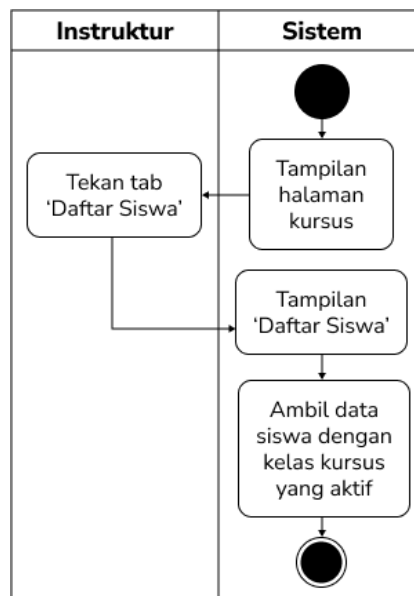 Instruktur
Sistem
Tampilan
halaman
kursus
Tekan tab
‘Daftar Siswa’
Tampilan
‘Daftar Siswa’
Ambil data
siswa dengan
kelas kursus
yang aktif